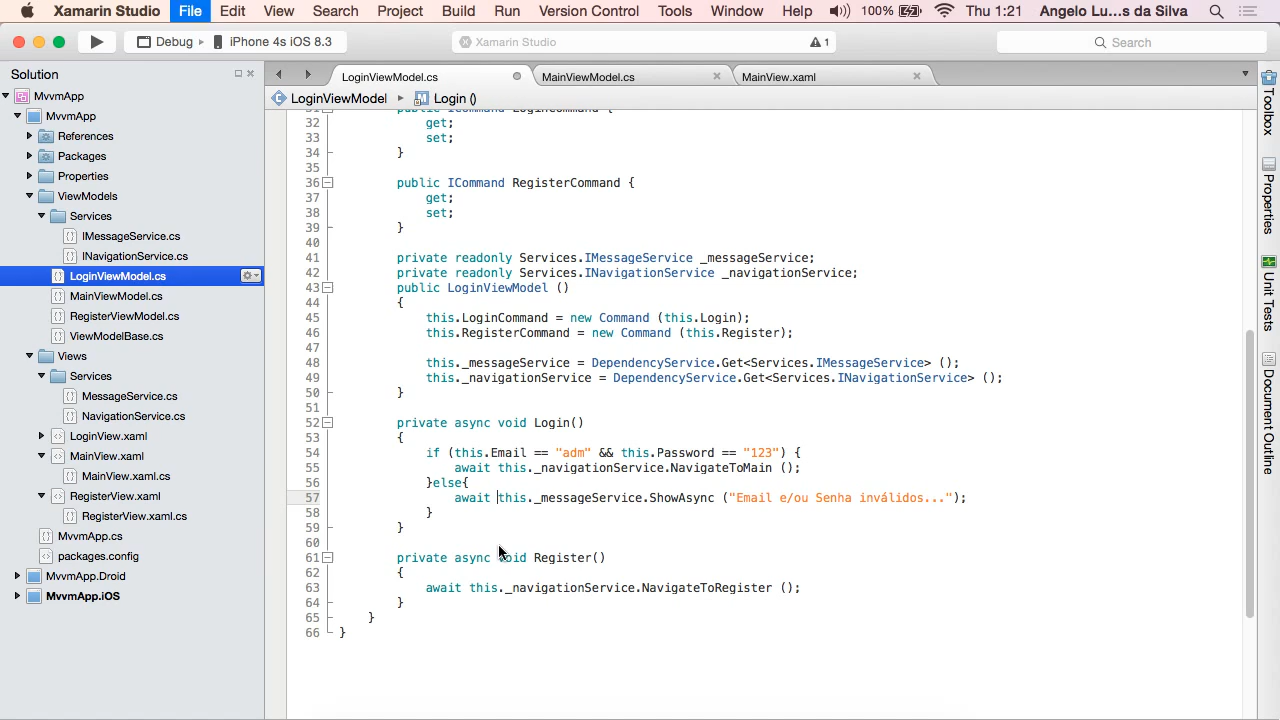 Xamarin Studio File Edit View Search Project Build Run Version Control Tools Window Help 100% Thu 1:21 Angelo Lu...s da Silva
Debug iPhone 4s iOS 8.3 Xamarin Studio 1 Search
Solution
MvvmApp
MvvmApp
References
Packages
Properties
ViewModels
Services
IMessageService.cs
INavigationService.cs
LoginViewModel.cs
MainViewModel.cs
RegisterViewModel.cs
ViewModelBase.cs
Views
Services
MessageService.cs
NavigationService.cs
LoginView.xaml
MainView.xaml
MainView.xaml.cs
RegisterView.xaml
RegisterView.xaml.cs
MvvmApp.cs
packages.config
MvvmApp.Droid
MvvmApp.iOS
LoginViewModel.cs MainViewModel.cs MainView.xaml
LoginViewModel Login ()
31 public ICommand LoginCommand {
32 get;
33 set;
34 }
35
36 public ICommand RegisterCommand {
37 get;
38 set;
39 }
40
41 private readonly Services.IMessageService _messageService;
42 private readonly Services.INavigationService _navigationService;
43 public LoginViewModel ()
44 {
45 this.LoginCommand = new Command (this.Login);
46 this.RegisterCommand = new Command (this.Register);
47
48 this._messageService = DependencyService.Get<Services.IMessageService> ();
49 this._navigationService = DependencyService.Get<Services.INavigationService> ();
50 }
51
52 private async void Login()
53 {
54 if (this.Email == "adm" && this.Password == "123") {
55 await this._navigationService.NavigateToMain ();
56 }else{
57 await this._messageService.ShowAsync ("Email e/ou Senha inválidos...");
58 }
59 }
60
61 private async void Register()
62 {
63 await this._navigationService.NavigateToRegister ();
64 }
65 }
66 }
Toolbox
Properties
Unit Tests
Document Outline